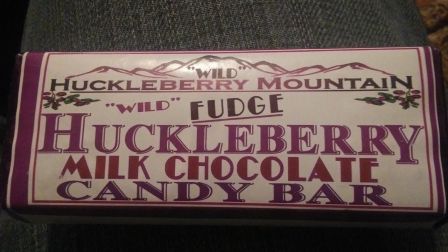 "WILD"
HUCKLEBERRY MOUNTAIN
"WILD" FUDGE
HUCKLEBERRY
MILK CHOCOLATE
CANDY BAR